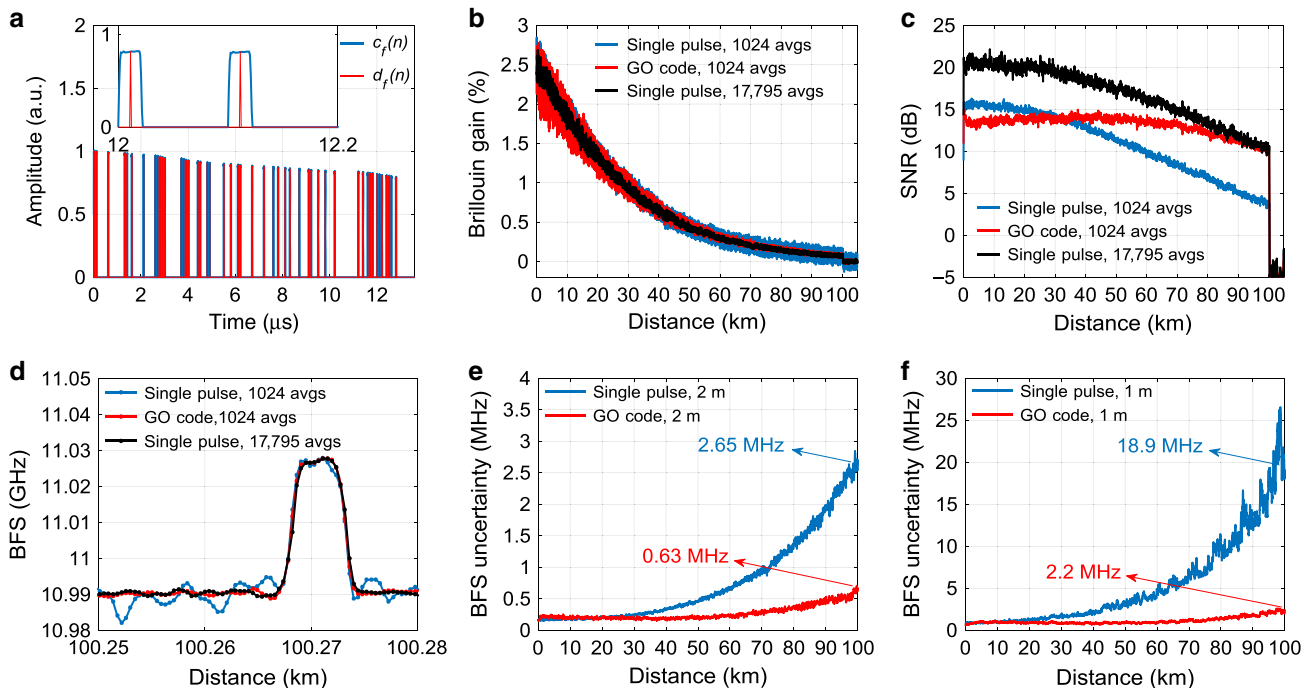 a
Amplitude (a.u.)
2
1.5
1
0.5
0
1
0
12
12.2
c_f(n)
d_f(n)
0 2 4 6 8 10 12
Time (μs)
b
Brillouin gain (%)
3
2.5
2
1.5
1
0.5
0
Single pulse, 1024 avgs
GO code, 1024 avgs
Single pulse, 17,795 avgs
0 10 20 30 40 50 60 70 80 90 100
Distance (km)
c
SNR (dB)
25
20
15
10
5
0
−5
Single pulse, 1024 avgs
GO code, 1024 avgs
Single pulse, 17,795 avgs
0 10 20 30 40 50 60 70 80 90 100
Distance (km)
d
BFS (GHz)
11.05
11.04
11.03
11.02
11
10.99
10.98
Single pulse, 1024 avgs
GO code,1024 avgs
Single pulse, 17,795 avgs
100.25 100.26 100.27 100.28
Distance (km)
e
BFS uncertainty (MHz)
4
3.5
3
2.5
2
1.5
1
0.5
0
Single pulse, 2 m
GO code, 2 m
2.65 MHz
0.63 MHz
0 10 20 30 40 50 60 70 80 90 100
Distance (km)
f
BFS uncertainty (MHz)
30
25
20
15
10
5
0
Single pulse, 1 m
GO code, 1 m
18.9 MHz
2.2 MHz
0 10 20 30 40 50 60 70 80 90 100
Distance (km)